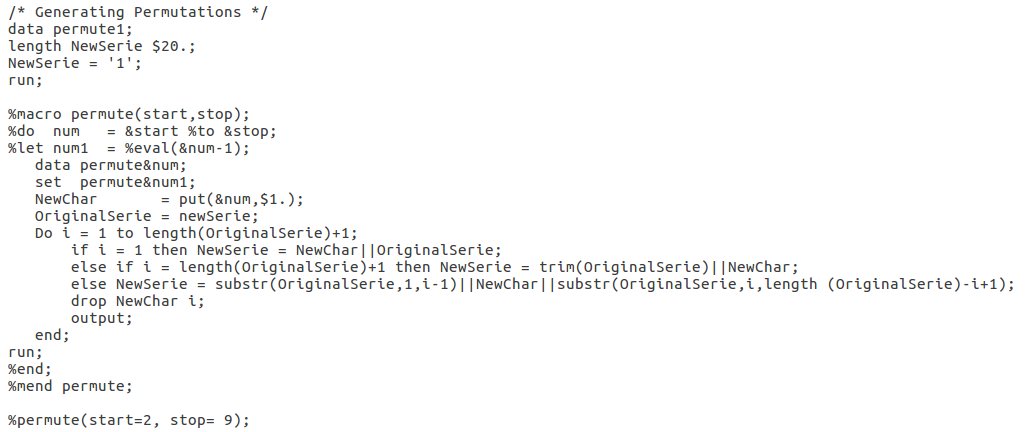 /* Generating Permutations */
data permute1;
length NewSerie $20.;
NewSerie = '1';
run;

%macro permute(start,stop);
%do  num   = &start %to &stop;
%let num1  = %eval(&num-1);
   data permute&num;
   set  permute&num1;
   NewChar       = put(&num,$1.);
   OriginalSerie = newSerie;
   Do i = 1 to length(OriginalSerie)+1;
       if i = 1 then NewSerie = NewChar||OriginalSerie;
       else if i = length(OriginalSerie)+1 then NewSerie = trim(OriginalSerie)||NewChar;
       else NewSerie = substr(OriginalSerie,1,i-1)||NewChar||substr(OriginalSerie,i,length (OriginalSerie)-i+1);
       drop NewChar i;
       output;
   end;
run;
%end;
%mend permute;

%permute(start=2, stop= 9);